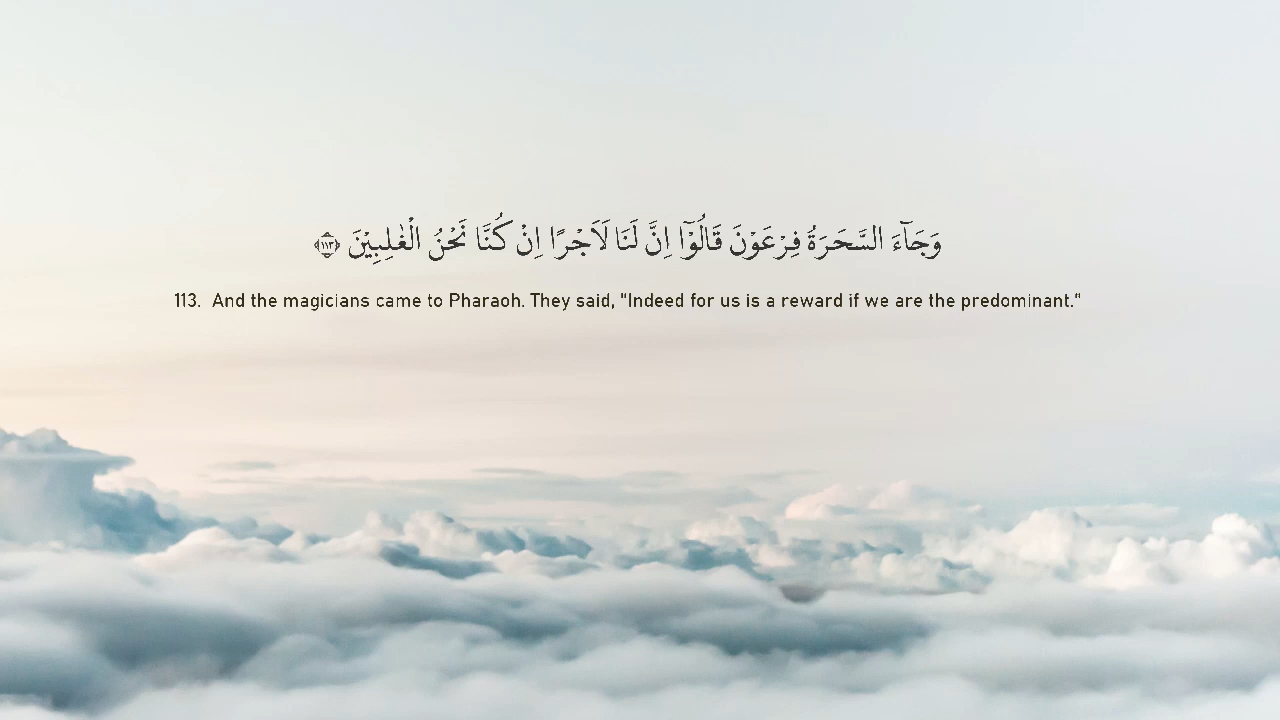 وَجَآءَ السَّحَرَةُ فِرْعَوْنَ قَالُوْٓا اِنَّ لَنَا لَاَجْرًا اِنْ كُنَّا نَحْنُ الْغٰلِبِيْنَ ﴿١١٣﴾
113. And the magicians came to Pharaoh. They said, "Indeed for us is a reward if we are the predominant."